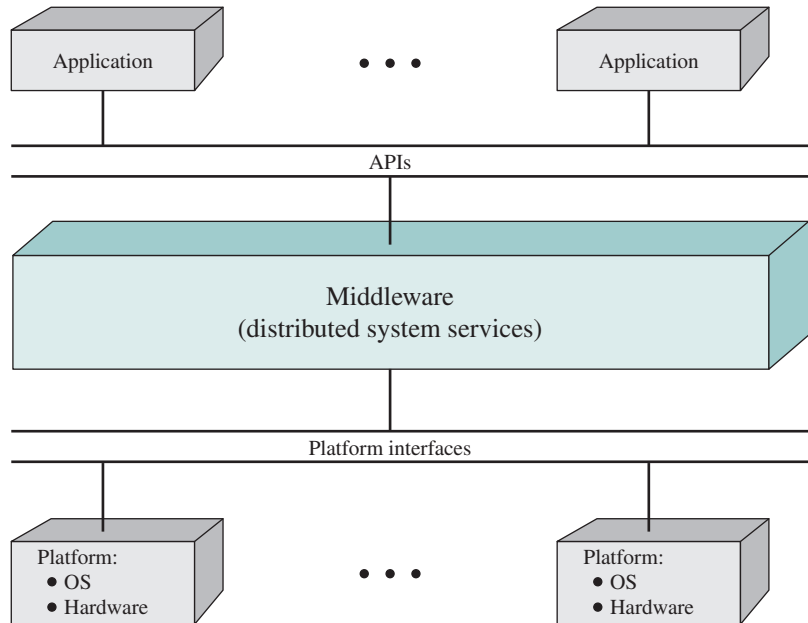 Application
Application
APIs
Middleware
(distributed system services)
Platform interfaces
Platform:
• OS
• Hardware
Platform:
• OS
• Hardware